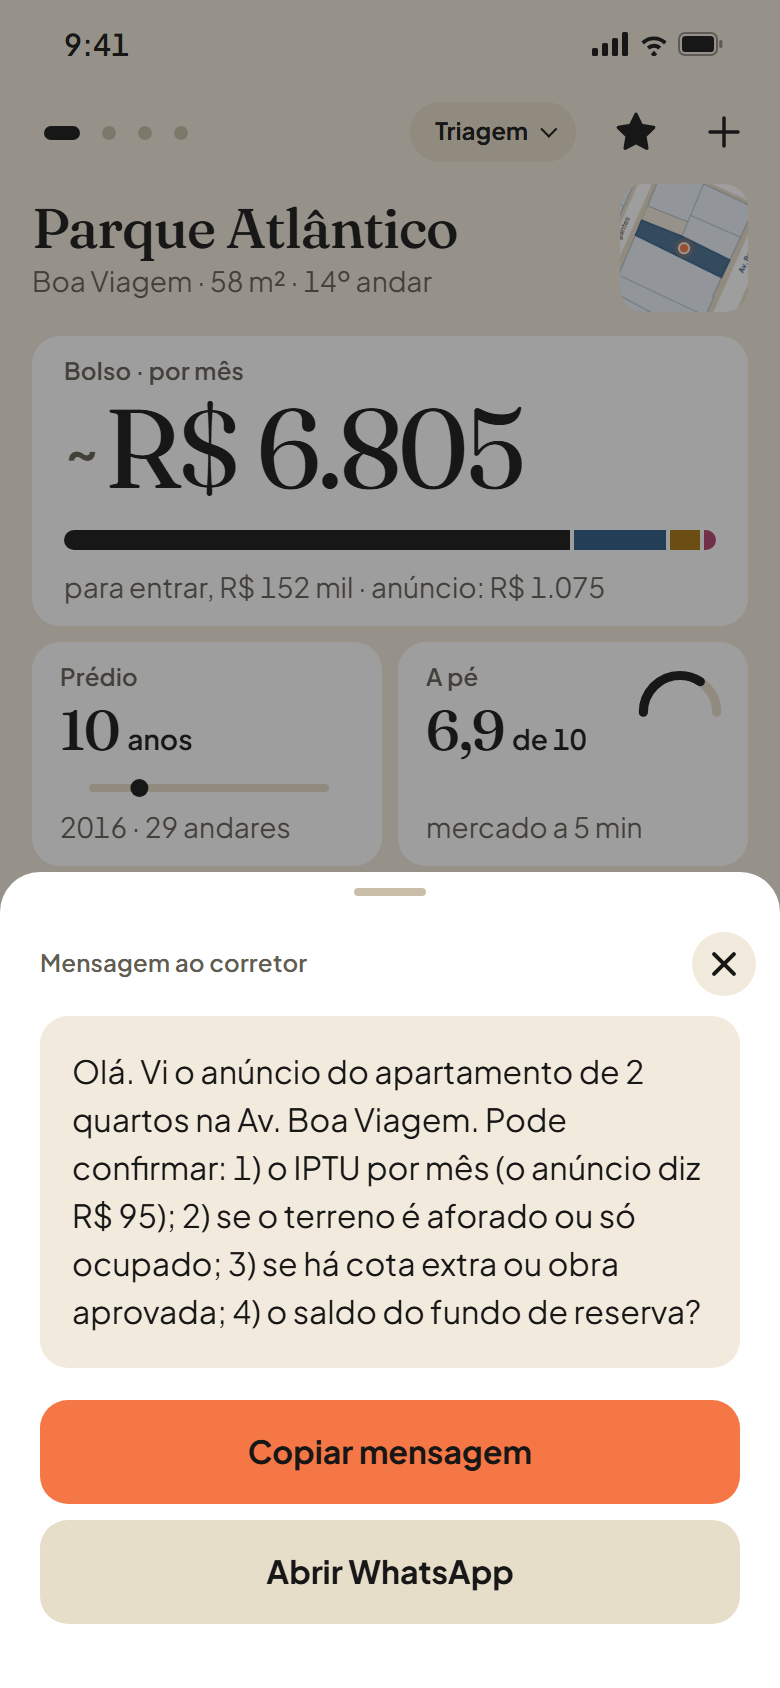 9:41
Triagem
Parque Atlântico
Boa Viagem · 58 m² · 14º andar
Bolso · por mês
~R$ 6.805
para entrar, R$ 152 mil · anúncio: R$ 1.075
Prédio
10 anos
2016 · 29 andares
A pé
6,9 de 10
mercado a 5 min
Mensagem ao corretor
Olá. Vi o anúncio do apartamento de 2
quartos na Av. Boa Viagem. Pode
confirmar: 1) o IPTU por mês (o anúncio diz
R$ 95); 2) se o terreno é aforado ou só
ocupado; 3) se há cota extra ou obra
aprovada; 4) o saldo do fundo de reserva?
Copiar mensagem
Abrir WhatsApp